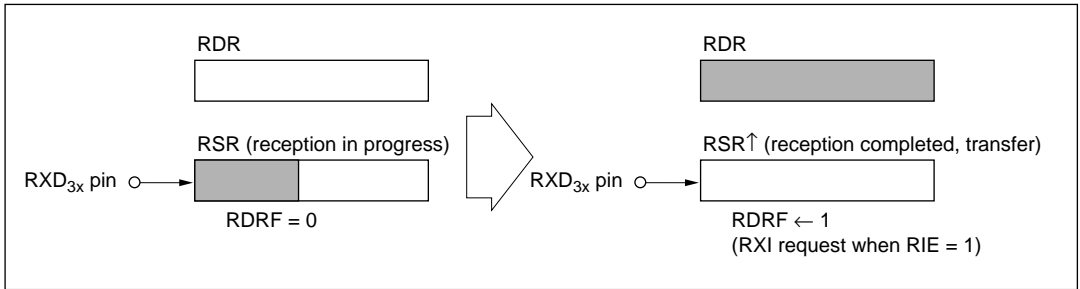 RDR
RSR (reception in progress)
RXD3x pin
RDRF = 0
RDR
RSR↑ (reception completed, transfer)
RXD3x pin
RDRF ← 1
(RXI request when RIE = 1)